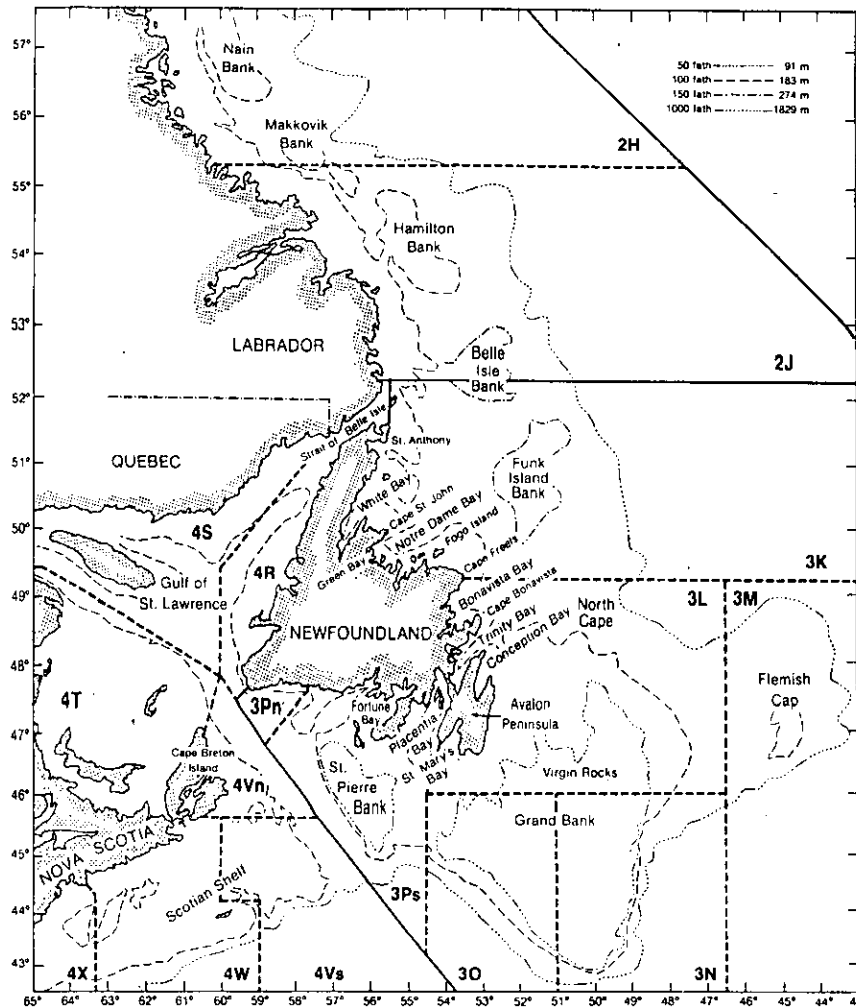 57°
56°
55°
54°
53°
52°
51°
50°
49°
48°
47°
46°
45°
44°
43°
50 fath 91 m
100 fath 183 m
150 fath 274 m
1000 fath 1829 m
Nain
Bank
Makkovik
Bank
2H
Hamilton
Bank
LABRADOR
Belle
Isle
Bank
2J
Strait of Belle Isle
St. Anthony
QUEBEC
Funk
Island
Bank
White Bay
Cape St. John
Notre Dame Bay
4S
Fogo Island
Green Bay
Cape Freels
4R
3K
Gulf of
St. Lawrence
Bonavista Bay
3L
3M
Cape Bonavista
North
Cape
NEWFOUNDLAND
Trinity Bay
Conception Bay
Flemish
Cap
4T
3Pn
Fortune
Bay
Avalon
Peninsula
Placentia
Bay
Cape Breton
Island
St. Mary's
Bay
St.
Pierre
Bank
Virgin Rocks
4Vn
Grand Bank
NOVA SCOTIA
Scotian Shelf
3Ps
4X
4W
4Vs
3O
3N
65° 64° 63° 62° 61° 60° 59° 58° 57° 56° 55° 54° 53° 52° 51° 50° 49° 48° 47° 46° 45° 44°